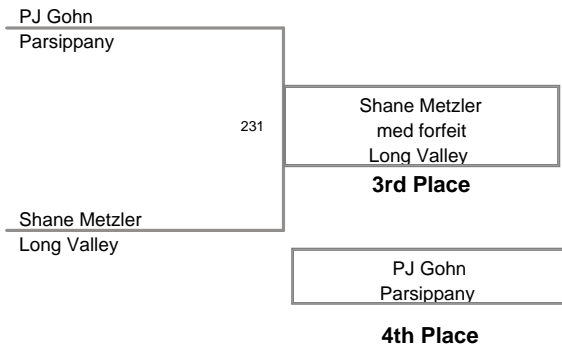 PJ Gohn
Parsippany
231
Shane Metzler
med forfeit
Long Valley
3rd Place
Shane Metzler
Long Valley
PJ Gohn
Parsippany
4th Place